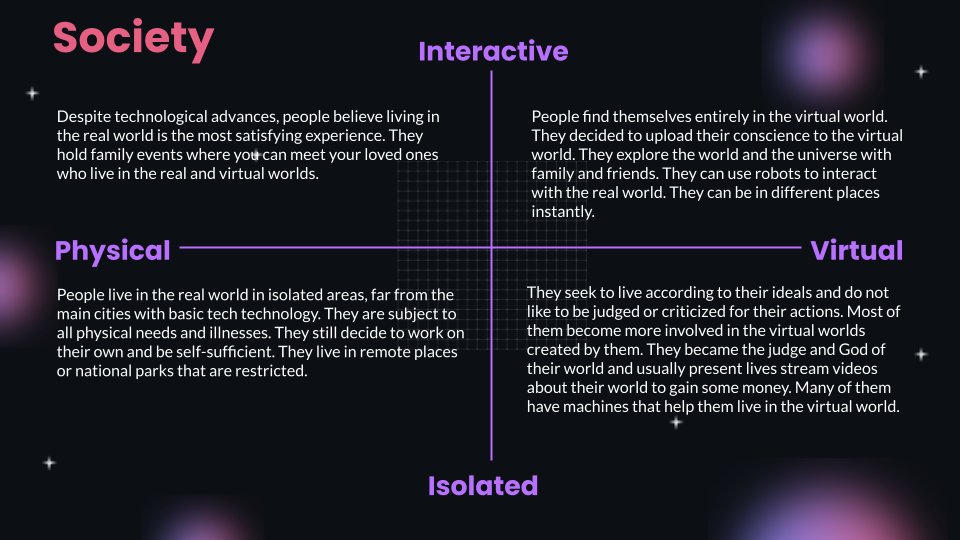 Society
Interactive
Despite technological advances, people believe living in
the real world is the most satisfying experience. They
hold family events where you can meet your loved ones
who live in the real and virtual worlds.
People find themselves entirely in the virtual world.
They decided to upload their conscience to the virtual
world. They explore the world and the universe with
family and friends. They can use robots to interact
with the real world. They can be in different places
instantly.
Physical
Virtual
People live in the real world in isolated areas, far from the
main cities with basic tech technology. They are subject to
all physical needs and illnesses. They still decide to work on
their own and be self-sufficient. They live in remote places
or national parks that are restricted.
They seek to live according to their ideals and do not
like to be judged or criticized for their actions. Most of
them become more involved in the virtual worlds
created by them. They became the judge and God of
their world and usually present lives stream videos
about their world to gain some money. Many of them
have machines that help them live in the virtual world.
Isolated